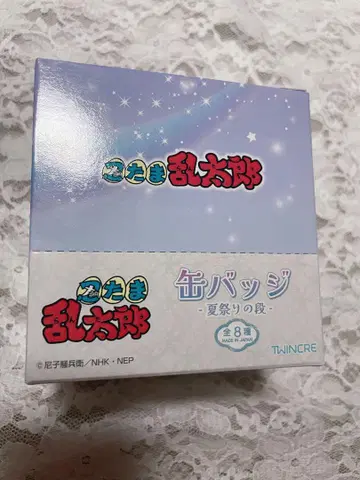 忍たま乱太郎
忍たま
乱太郎
缶バッジ
-夏祭りの段-
全8種
MADE IN JAPAN
©尼子騒兵衛/NHK・NEP
TWINCRE